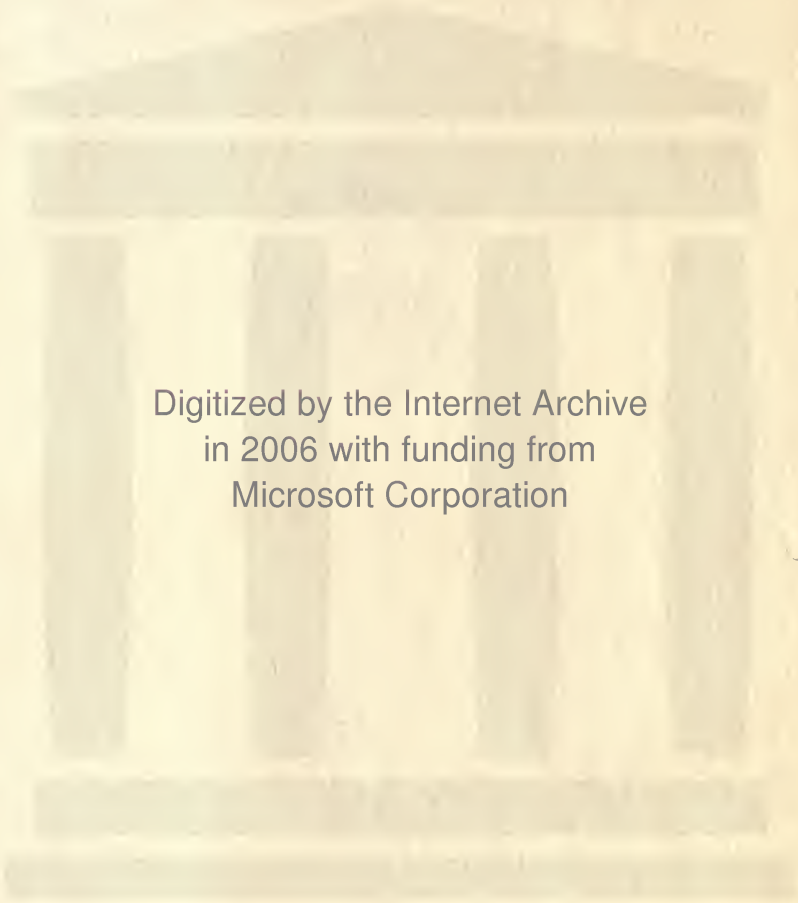 Digitized by the Internet Archive
in 2006 with funding from
Microsoft Corporation